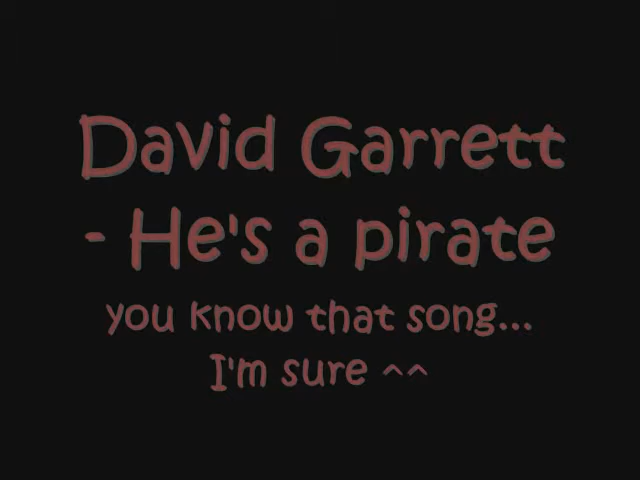 David Garrett
- He's a pirate
you know that song...
I'm sure ^^